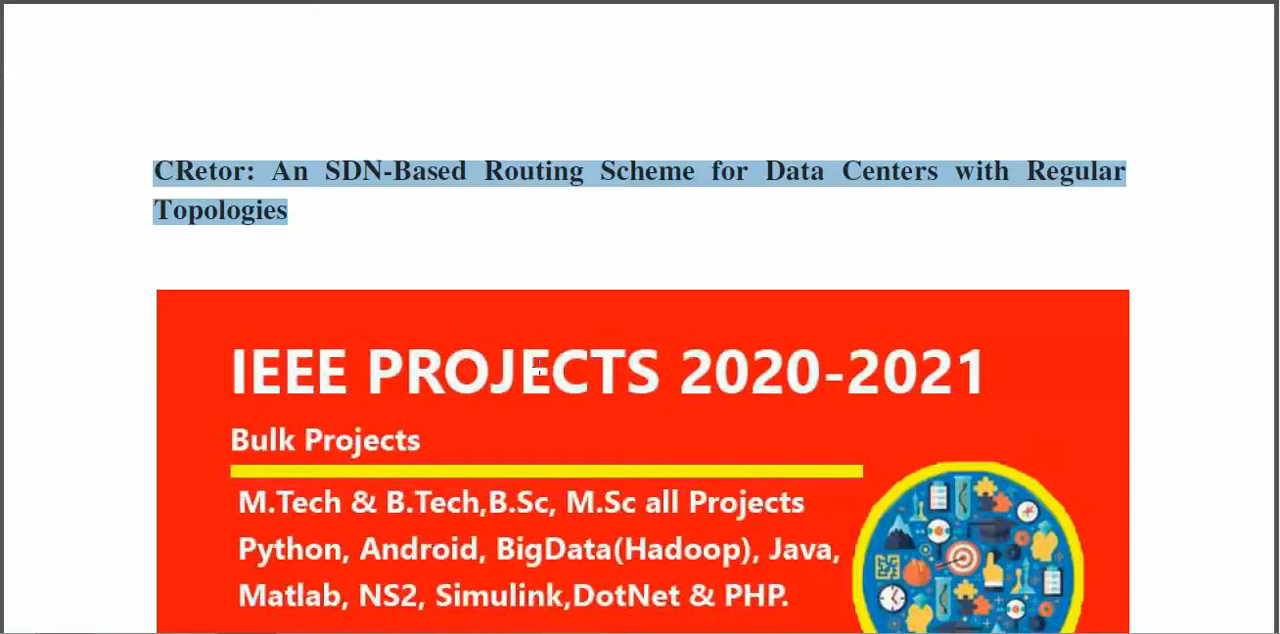 CRetor: An SDN-Based Routing Scheme for Data Centers with Regular
Topologies
IEEE PROJECTS 2020-2021
Bulk Projects
M.Tech & B.Tech,B.Sc, M.Sc all Projects
Python, Android, BigData(Hadoop), Java,
Matlab, NS2, Simulink,DotNet & PHP.